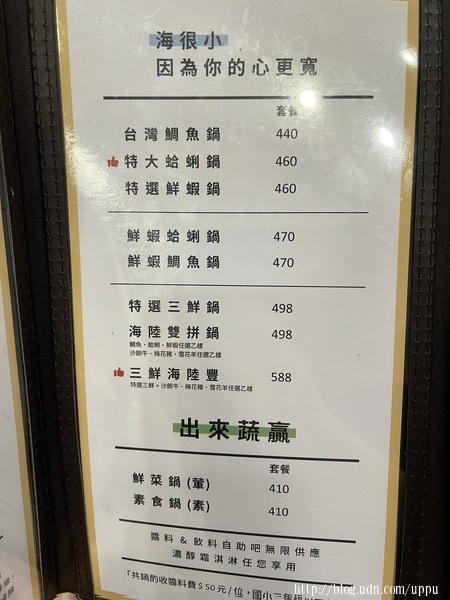 海很小
因為你的心更寬
套餐
台灣鯛魚鍋 440
特大蛤蜊鍋 460
特選鮮蝦鍋 460
鮮蝦蛤蜊鍋 470
鮮蝦鯛魚鍋 470
特選三鮮鍋 498
海陸雙拼鍋 498
鯛魚、蛤蜊、鮮蝦任選乙樣
沙朗牛、梅花豬、雪花羊任選乙樣
三鮮海陸豐 588
特選三鮮+沙朗牛、梅花豬、雪花羊任選乙樣
出來蔬贏
套餐
鮮菜鍋(葷) 410
素食鍋(素) 410
醬料 & 飲料自助吧無限供應
濃醇霜淇淋任您享用
「共鍋酌收醬料費$50元/位，國小三年級以
http://blog.udn.com/uppu